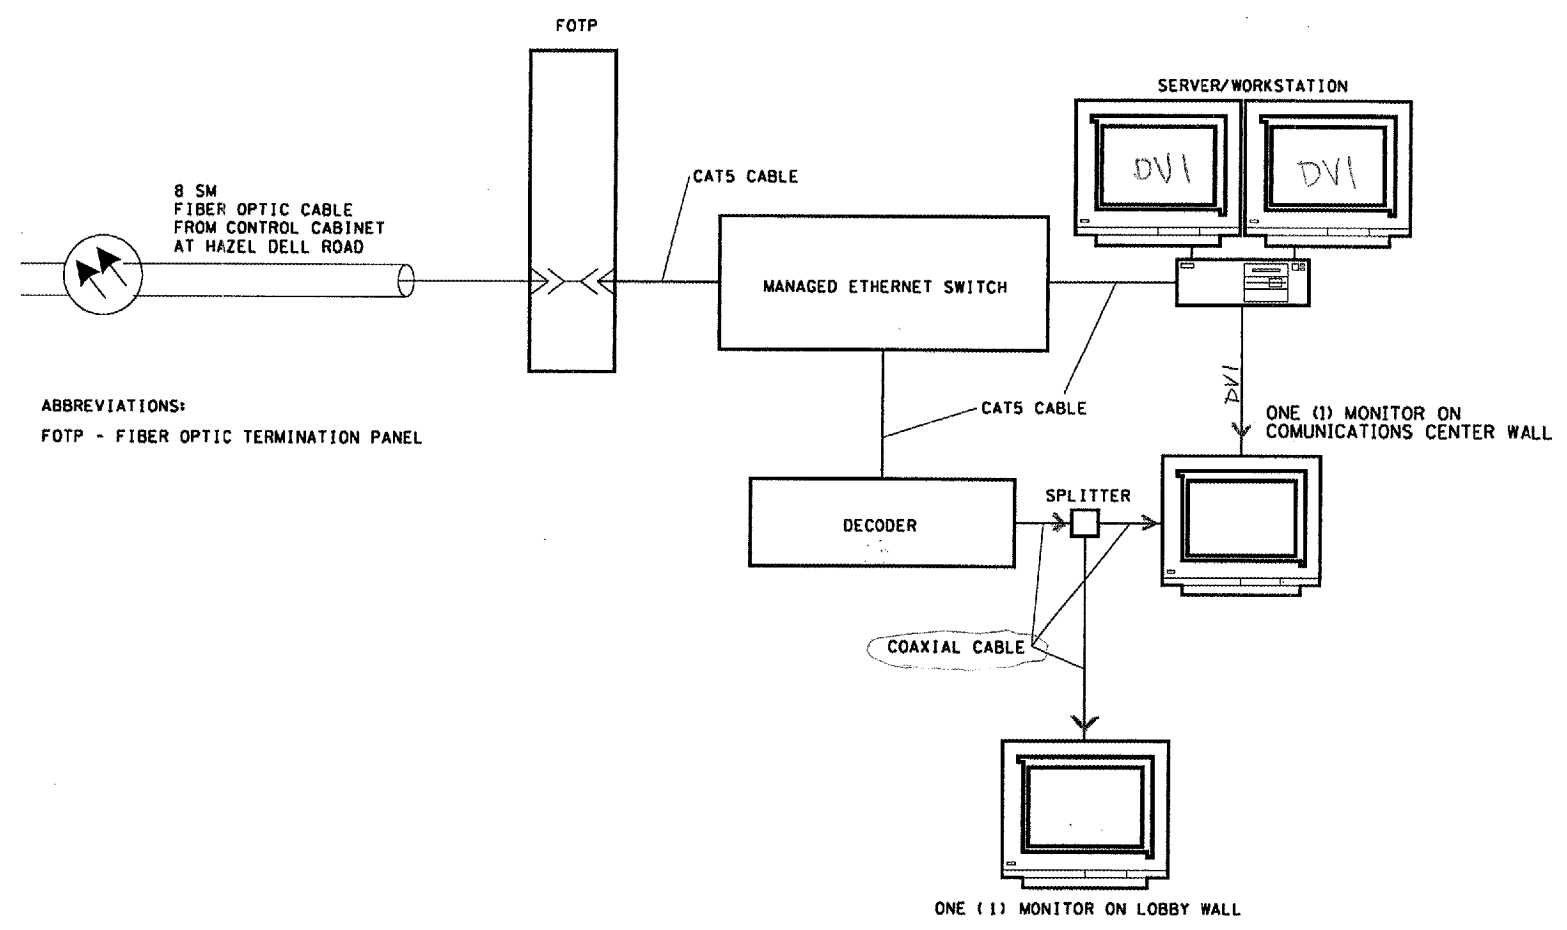 FOTP
SERVER/WORKSTATION
DVI
DVI
CAT5 CABLE
8 SM
FIBER OPTIC CABLE
FROM CONTROL CABINET
AT HAZEL DELL ROAD
MANAGED ETHERNET SWITCH
DVI
ABBREVIATIONS:
FOTP - FIBER OPTIC TERMINATION PANEL
CAT5 CABLE
ONE (1) MONITOR ON
COMUNICATIONS CENTER WALL
SPLITTER
DECODER
COAXIAL CABLE
ONE (1) MONITOR ON LOBBY WALL